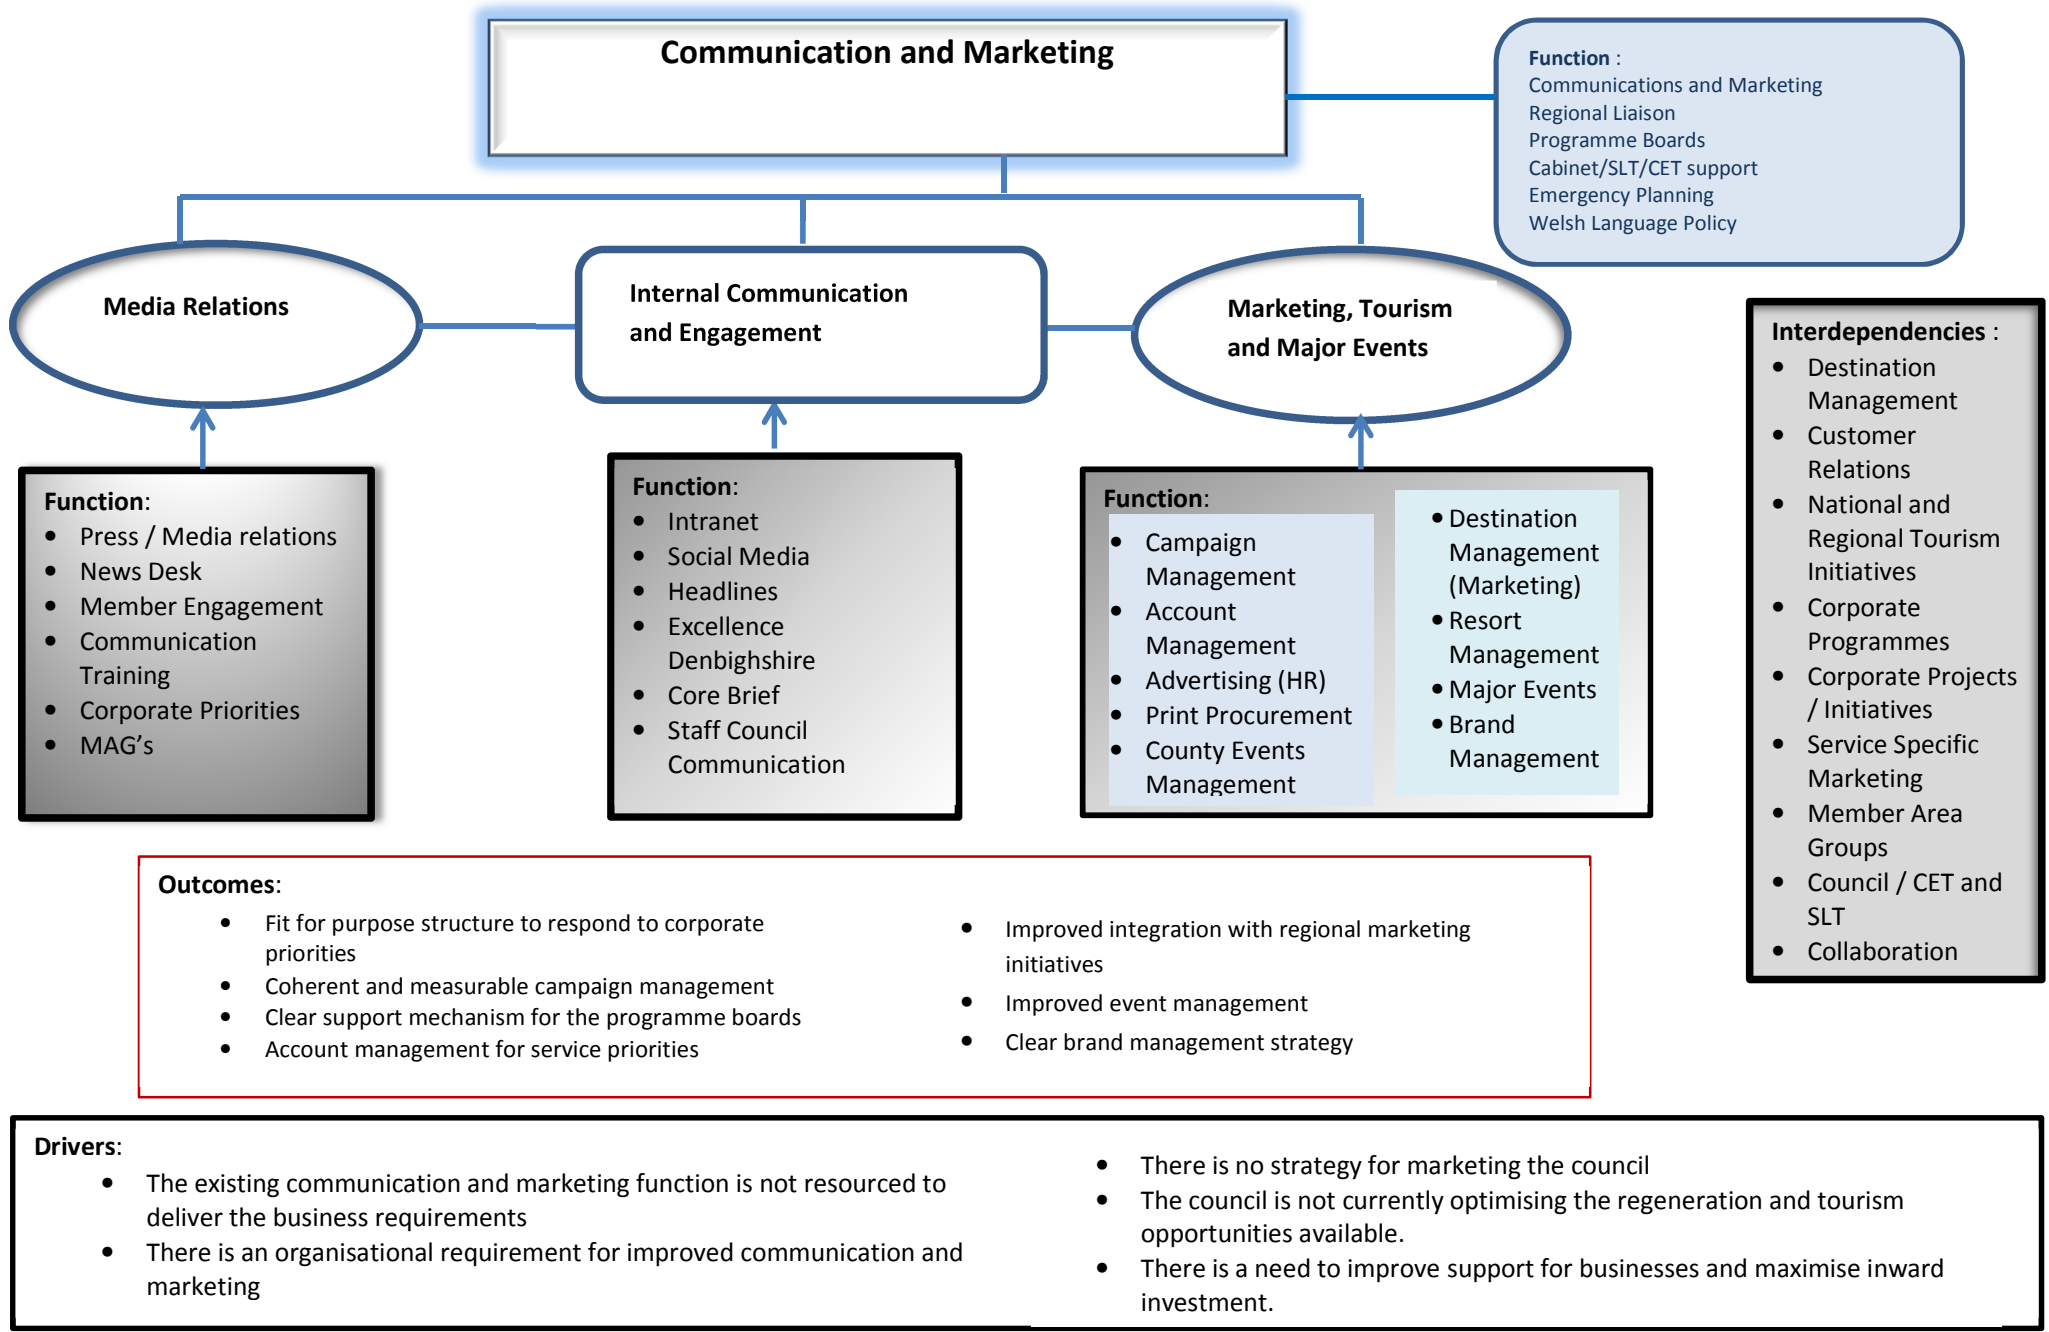 Communication and Marketing
Function :
Communications and Marketing
Regional Liaison
Programme Boards
Cabinet/SLT/CET support
Emergency Planning
Welsh Language Policy
Media Relations
Internal Communication
and Engagement
Marketing, Tourism
and Major Events
Function:
• Press / Media relations
• News Desk
• Member Engagement
• Communication
Training
• Corporate Priorities
• MAG's
Function:
• Intranet
• Social Media
• Headlines
• Excellence
Denbighshire
• Core Brief
• Staff Council
Communication
Function:
• Campaign
Management
• Account
Management
• Advertising (HR)
• Print Procurement
• County Events
Management
• Destination
Management
(Marketing)
• Resort
Management
• Major Events
• Brand
Management
Interdependencies :
• Destination
Management
• Customer
Relations
• National and
Regional Tourism
Initiatives
• Corporate
Programmes
• Corporate Projects
/ Initiatives
• Service Specific
Marketing
• Member Area
Groups
• Council / CET and
SLT
• Collaboration
Outcomes:
• Fit for purpose structure to respond to corporate
priorities
• Coherent and measurable campaign management
• Clear support mechanism for the programme boards
• Account management for service priorities
• Improved integration with regional marketing
initiatives
• Improved event management
• Clear brand management strategy
Drivers:
• The existing communication and marketing function is not resourced to
deliver the business requirements
• There is an organisational requirement for improved communication and
marketing
• There is no strategy for marketing the council
• The council is not currently optimising the regeneration and tourism
opportunities available.
• There is a need to improve support for businesses and maximise inward
investment.